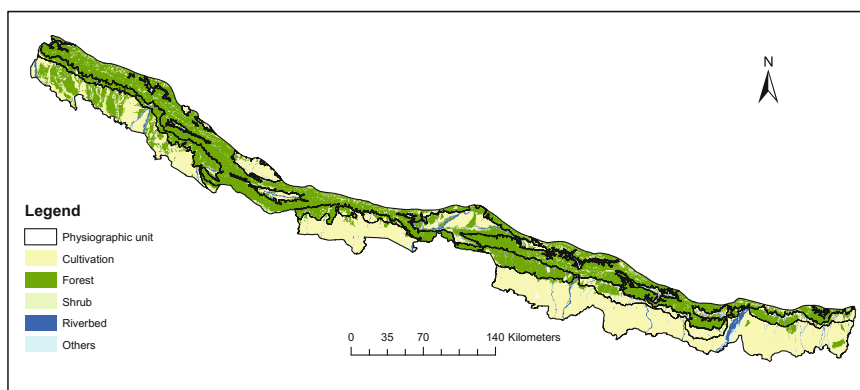 N
Legend
Physiographic unit
Cultivation
Forest
Shrub
Riverbed
Others
0 35 70 140 Kilometers